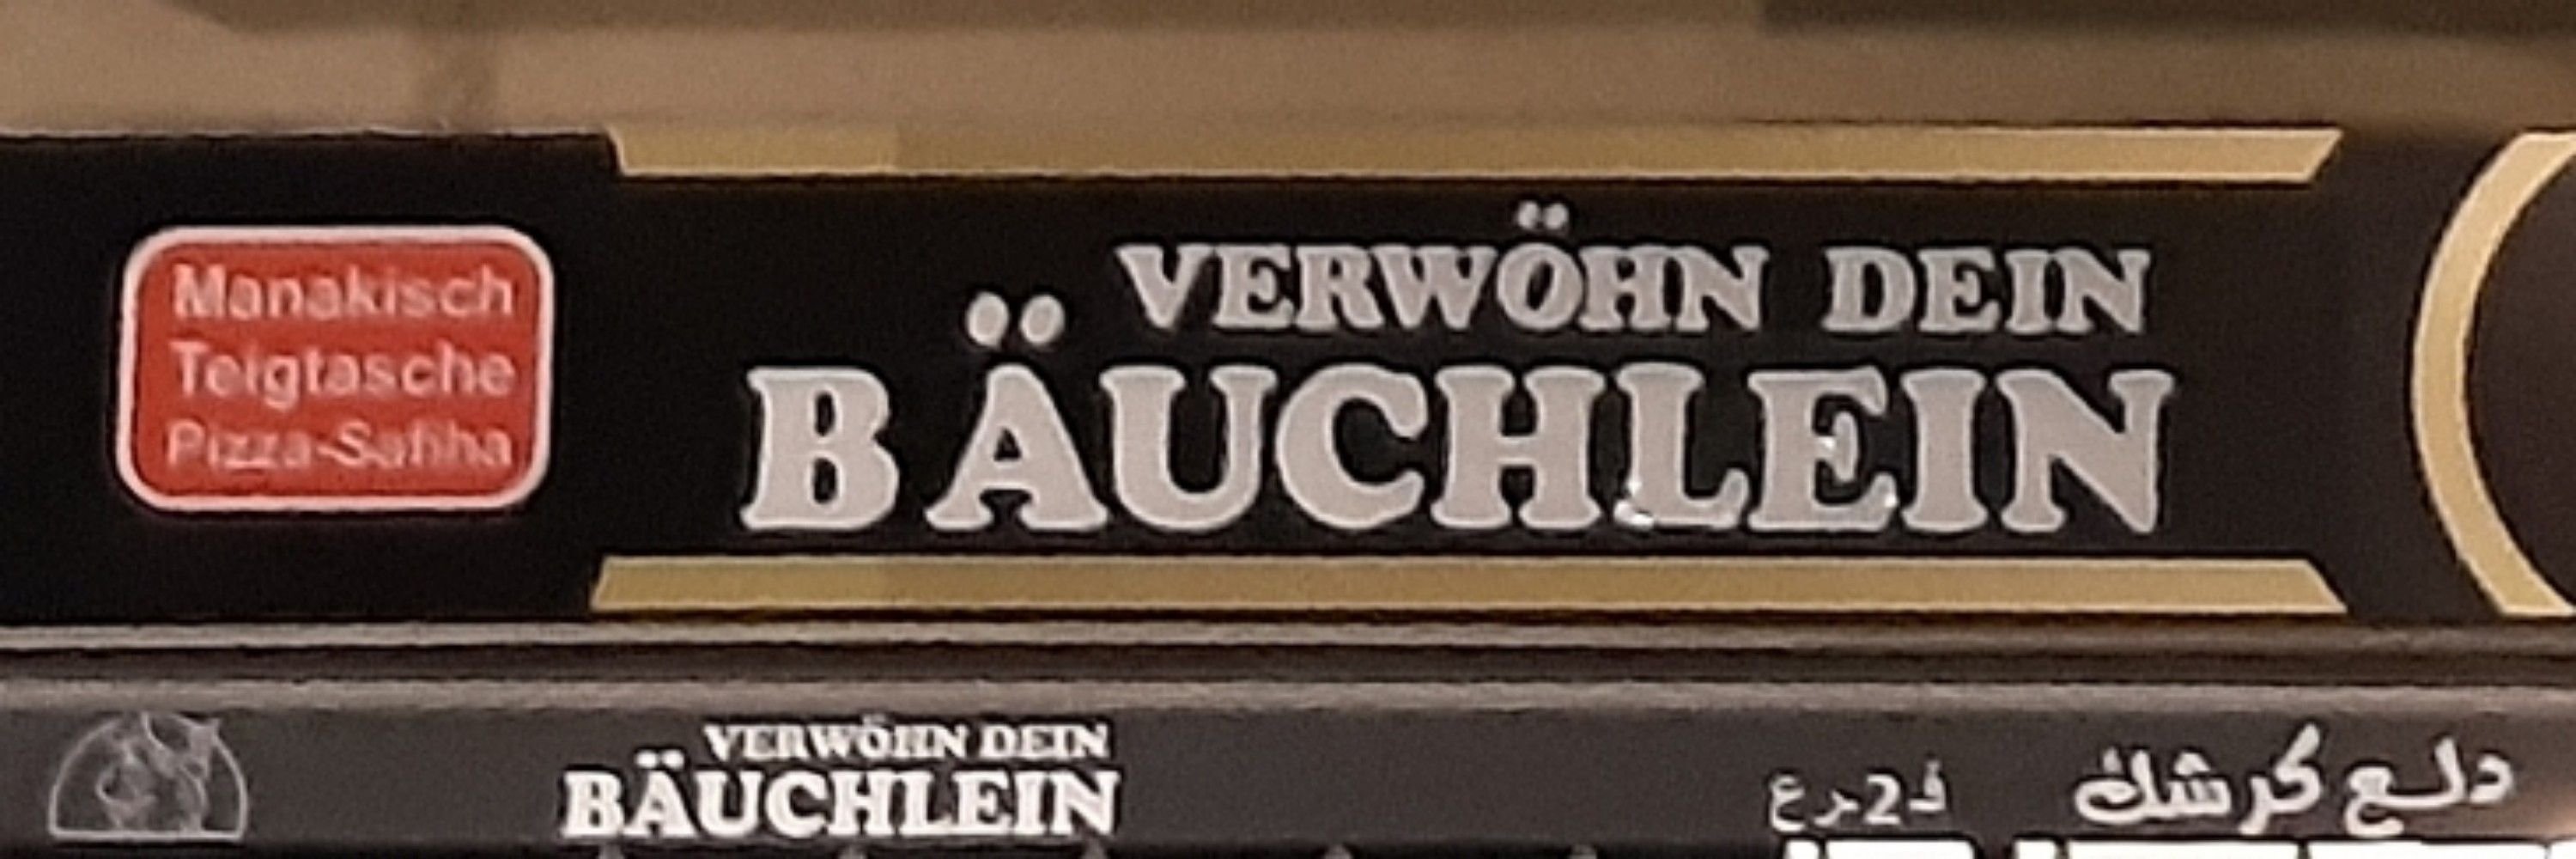 Manakisch
Teigtasche
Pizza-Safiha
VERWÖHN DEIN
BÄUCHLEIN
VERWÖHN DEIN
BÄUCHLEIN
دلع كرشك